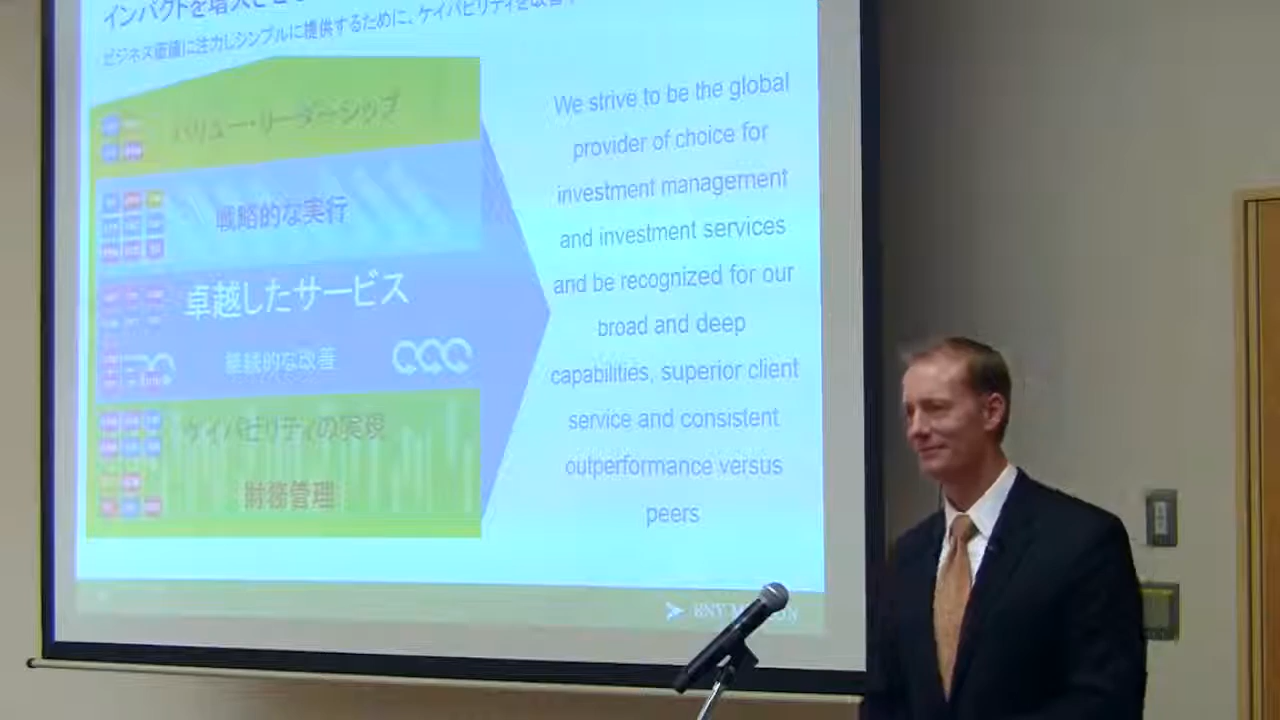 インパクトを増大させ
ビジネス価値に注力しシンプルに提供するために、ケイパビリティを改善
バリュー・リーダーシップ
戦略的な実行
卓越したサービス
継続的な改善
ケイパビリティの実現
財務管理
We strive to be the global
provider of choice for
investment management
and investment services
and be recognized for our
broad and deep
capabilities, superior client
service and consistent
outperformance versus
peers
BNY MELLON